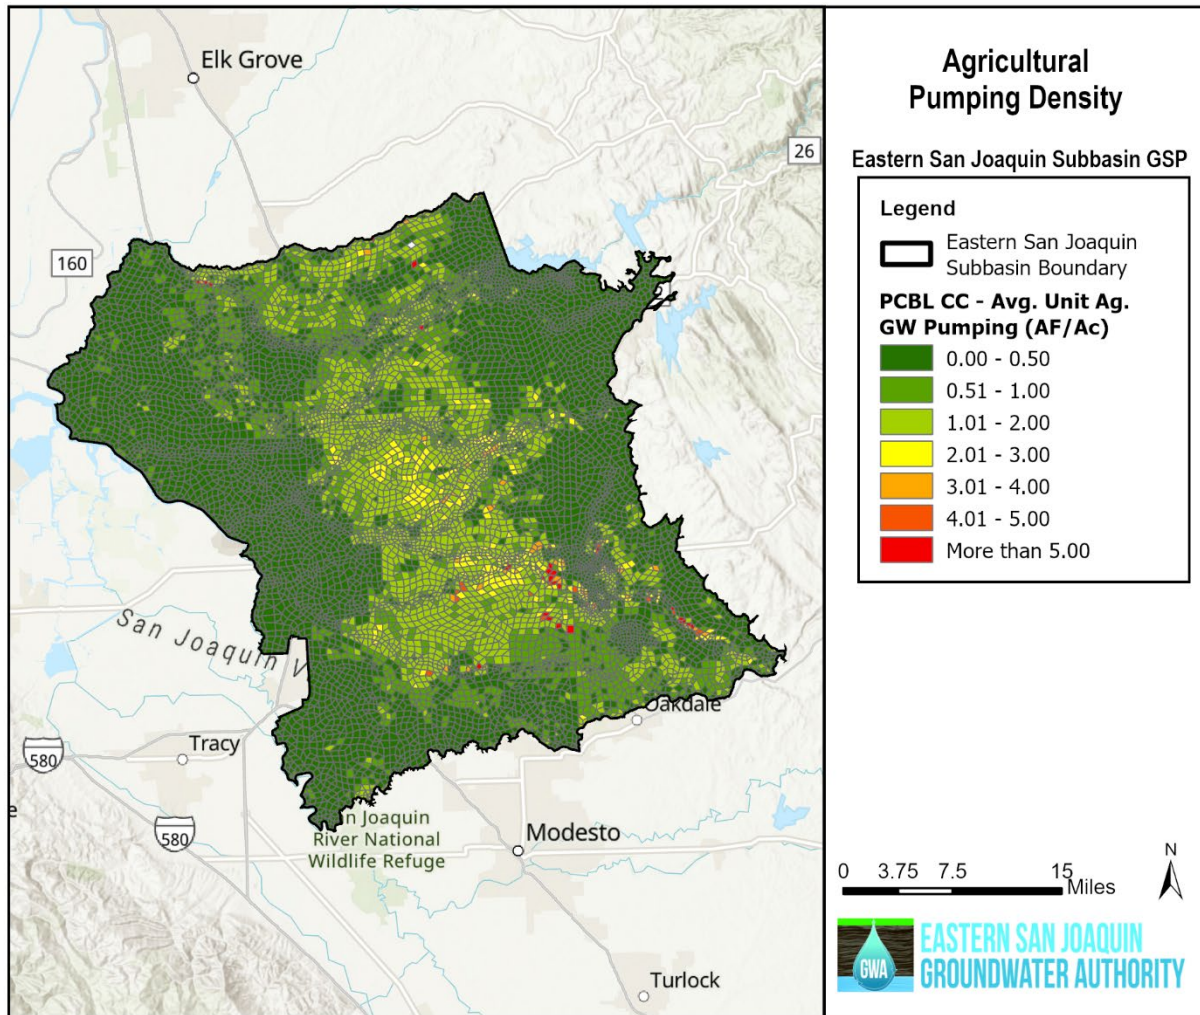 Elk Grove
26
160
San Joaquin V
580
Tracy
Oakdale
580
n Joaquin
River National
Wildlife Refuge
Modesto
Turlock
e
Agricultural
Pumping Density
Eastern San Joaquin Subbasin GSP
Legend
Eastern San Joaquin
Subbasin Boundary
PCBL CC - Avg. Unit Ag.
GW Pumping (AF/Ac)
0.00 - 0.50
0.51 - 1.00
1.01 - 2.00
2.01 - 3.00
3.01 - 4.00
4.01 - 5.00
More than 5.00
0 3.75 7.5 15
Miles
N
GWA
EASTERN SAN JOAQUIN
GROUNDWATER AUTHORITY